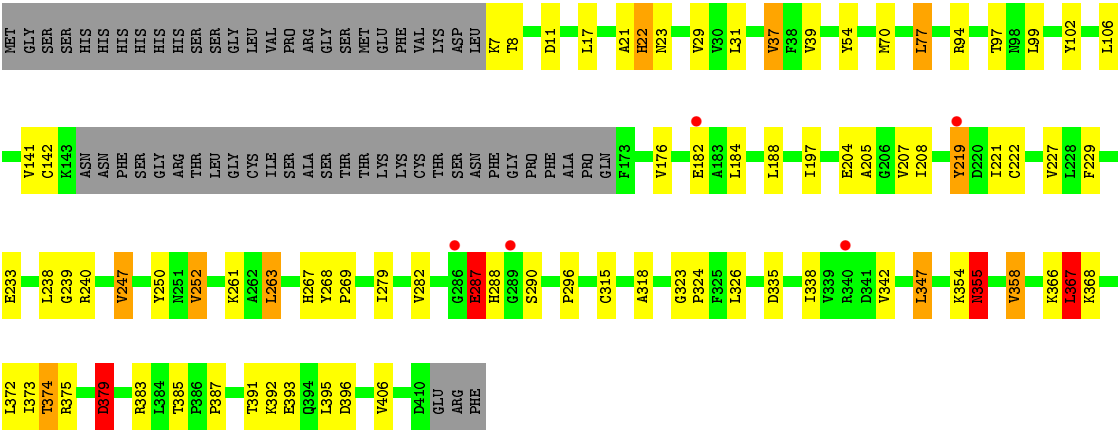 MET GLY SER SER HIS HIS HIS HIS HIS HIS SER SER GLY LEU VAL PRO ARG GLY SER MET GLU PHE VAL LYS ASP LEU K7 T8 D11 L17 A21 H22 N23 V29 V30 L31 V37 F38 V39 Y54 M70 L77 R94 T97 N98 L99 Y102 L106
V141 C142 K143 ASN ASN PHE SER GLY ARG THR LEU GLY CYS ILE SER ALA SER THR THR LYS LYS CYS THR SER ASN PHE GLY PRO PHE ALA PRO GLN F173 V176 E182 A183 L184 L188 I197 E204 A205 G206 V207 I208 Y219 D220 I221 C222 V227 L228 F229
E233 L238 G239 R240 V247 Y250 N251 V252 K261 A262 L263 H267 Y268 P269 I279 V282 G286 E287 H288 G289 S290 P296 C315 A318 G323 P324 F325 L326 D335 I338 V339 R340 D341 V342 L347 K354 N355 V358 K366 L367 K368
L372 I373 T374 R375 D379 R383 L384 T385 P386 P387 T391 K392 E393 Q394 L395 D396 V406 D410 GLU ARG PHE